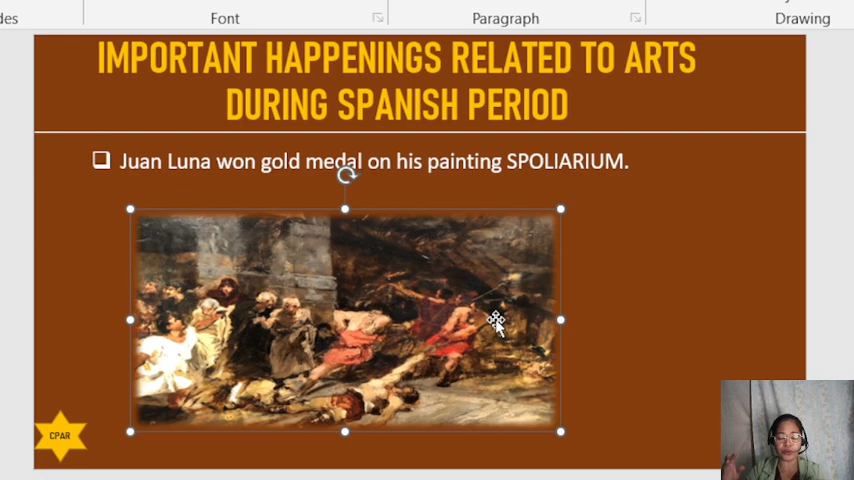 des
Font
Paragraph
Drawing
IMPORTANT HAPPENINGS RELATED TO ARTS
DURING SPANISH PERIOD
Juan Luna won gold medal on his painting SPOLIARIUM.
CPAR